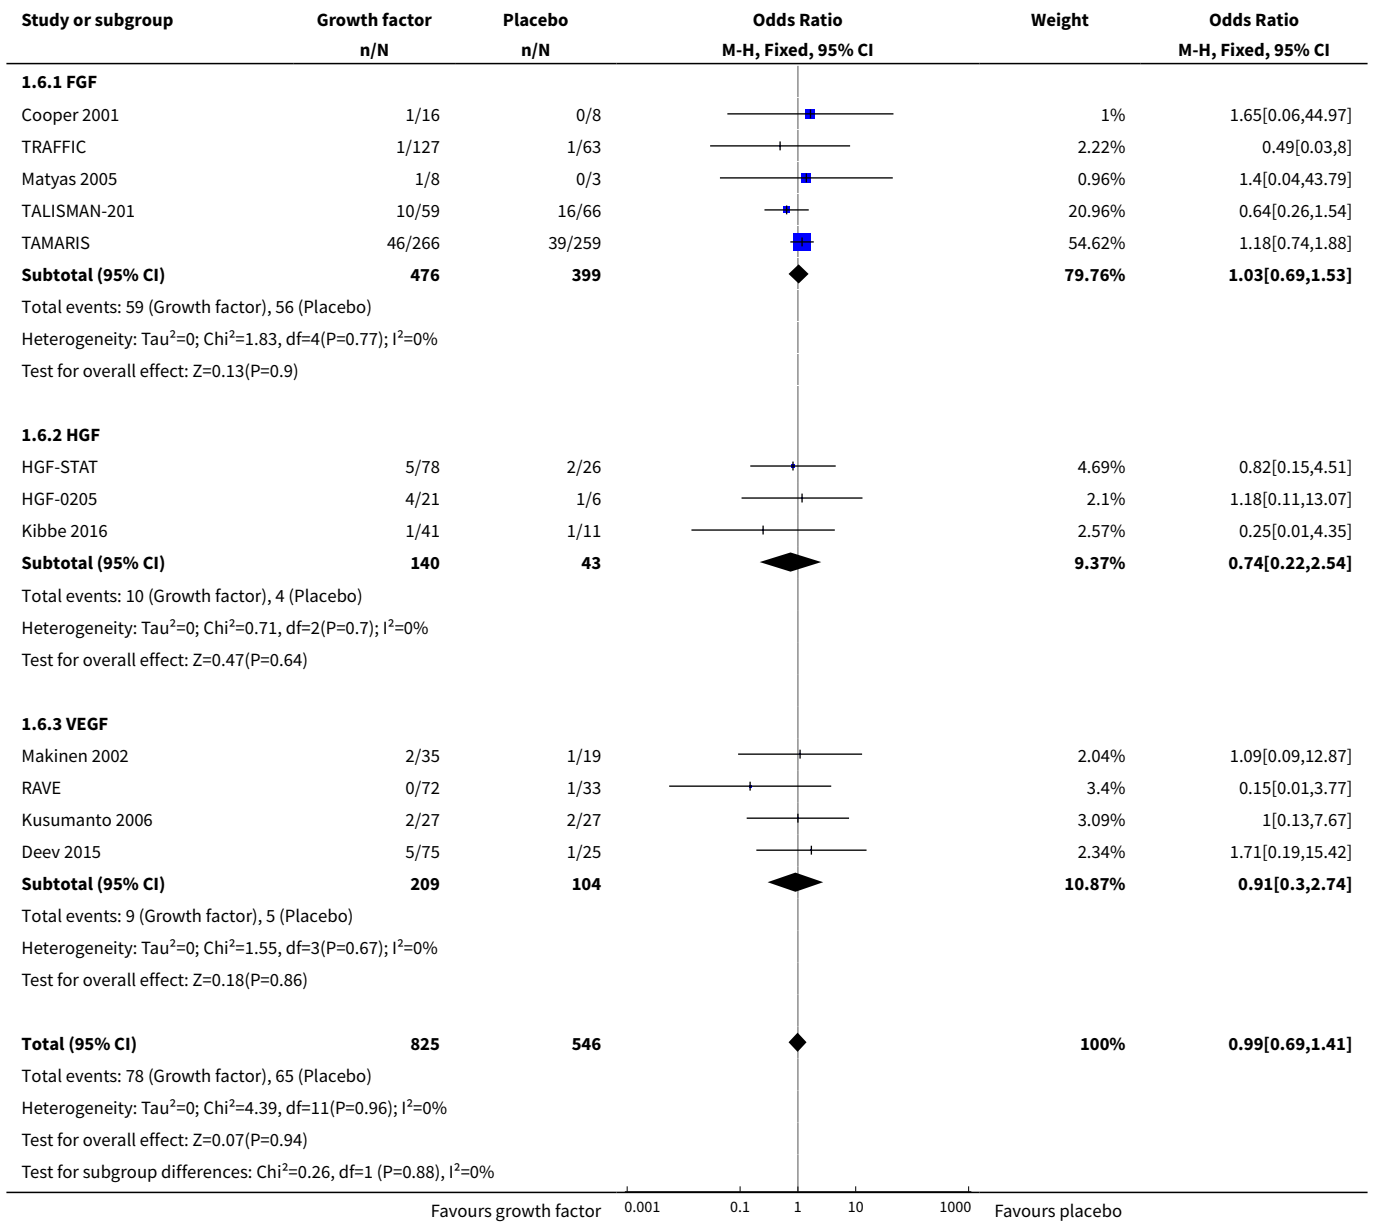 Study or subgroup Growth factor Placebo Odds Ratio Weight Odds Ratio
n/N n/N M-H, Fixed, 95% CI M-H, Fixed, 95% CI
1.6.1 FGF
Cooper 2001 1/16 0/8 1% 1.65[0.06,44.97]
TRAFFIC 1/127 1/63 2.22% 0.49[0.03,8]
Matyas 2005 1/8 0/3 0.96% 1.4[0.04,43.79]
TALISMAN-201 10/59 16/66 20.96% 0.64[0.26,1.54]
TAMARIS 46/266 39/259 54.62% 1.18[0.74,1.88]
Subtotal (95% CI) 476 399 79.76% 1.03[0.69,1.53]
Total events: 59 (Growth factor), 56 (Placebo)
Heterogeneity: Tau²=0; Chi²=1.83, df=4(P=0.77); I²=0%
Test for overall effect: Z=0.13(P=0.9)
1.6.2 HGF
HGF-STAT 5/78 2/26 4.69% 0.82[0.15,4.51]
HGF-0205 4/21 1/6 2.1% 1.18[0.11,13.07]
Kibbe 2016 1/41 1/11 2.57% 0.25[0.01,4.35]
Subtotal (95% CI) 140 43 9.37% 0.74[0.22,2.54]
Total events: 10 (Growth factor), 4 (Placebo)
Heterogeneity: Tau²=0; Chi²=0.71, df=2(P=0.7); I²=0%
Test for overall effect: Z=0.47(P=0.64)
1.6.3 VEGF
Makinen 2002 2/35 1/19 2.04% 1.09[0.09,12.87]
RAVE 0/72 1/33 3.4% 0.15[0.01,3.77]
Kusumanto 2006 2/27 2/27 3.09% 1[0.13,7.67]
Deev 2015 5/75 1/25 2.34% 1.71[0.19,15.42]
Subtotal (95% CI) 209 104 10.87% 0.91[0.3,2.74]
Total events: 9 (Growth factor), 5 (Placebo)
Heterogeneity: Tau²=0; Chi²=1.55, df=3(P=0.67); I²=0%
Test for overall effect: Z=0.18(P=0.86)
Total (95% CI) 825 546 100% 0.99[0.69,1.41]
Total events: 78 (Growth factor), 65 (Placebo)
Heterogeneity: Tau²=0; Chi²=4.39, df=11(P=0.96); I²=0%
Test for overall effect: Z=0.07(P=0.94)
Test for subgroup differences: Chi²=0.26, df=1 (P=0.88), I²=0%
Favours growth factor 0.001 0.1 1 10 1000 Favours placebo